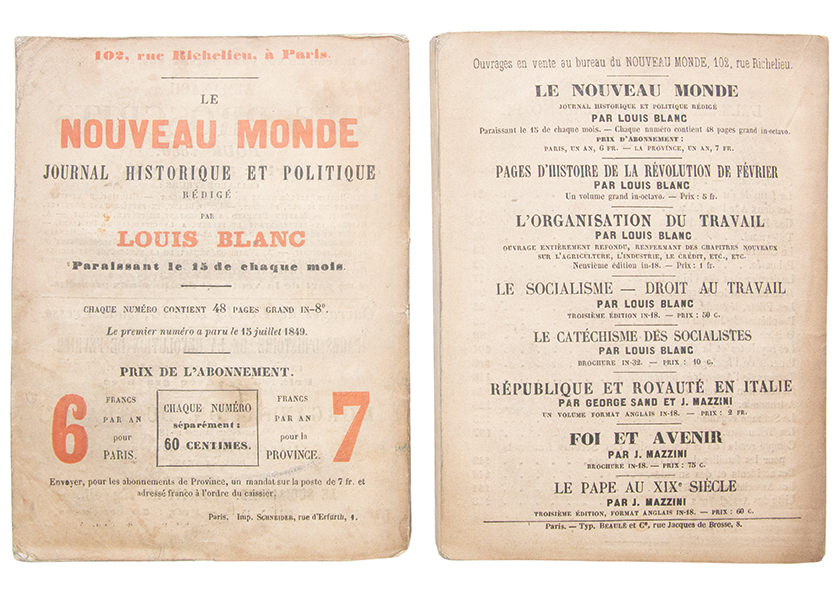 102, rue Richelieu, à Paris.
LE
NOUVEAU MONDE
JOURNAL HISTORIQUE ET POLITIQUE
RÉDIGÉ
PAR
LOUIS BLANC
Paraissant le 15 de chaque mois.
CHAQUE NUMÉRO CONTIENT 48 PAGES GRAND IN-8°.
Le premier numéro a paru le 15 juillet 1849.
PRIX DE L'ABONNEMENT.
6
FRANCS
PAR AN
pour
PARIS.
CHAQUE NUMÉRO
séparément:
60 CENTIMES.
FRANCS
PAR AN
pour la
PROVINCE.
7
Envoyer, pour les abonnements de Province, un mandat sur la poste de 7 fr. et
adressé franco à l'ordre du caissier.
Paris. Imp. SCHNEIDER, rue d'Erfurth, 1.
Ouvrages en vente au bureau du NOUVEAU MONDE, 102, rue Richelieu.
LE NOUVEAU MONDE
JOURNAL HISTORIQUE ET POLITIQUE RÉDIGÉ
PAR LOUIS BLANC
Paraissant le 15 de chaque mois. — Chaque numéro contient 48 pages grand in-octavo.
PRIX D'ABONNEMENT:
PARIS, UN AN, 6 FR. — LA PROVINCE, UN AN, 7 FR.
PAGES D'HISTOIRE DE LA RÉVOLUTION DE FÉVRIER
PAR LOUIS BLANC
Un volume grand in-octavo. — Prix: 5 fr.
L'ORGANISATION DU TRAVAIL
PAR LOUIS BLANC
OUVRAGE ENTIÈREMENT REFONDU, RENFERMANT DES CHAPITRES NOUVEAUX
SUR L'AGRICULTURE, L'INDUSTRIE, LE CRÉDIT, ETC., ETC.
Neuvième édition in-18. — Prix: 1 fr.
LE SOCIALISME — DROIT AU TRAVAIL
PAR LOUIS BLANC
TROISIÈME ÉDITION IN-18. — PRIX: 50 C.
LE CATÉCHISME DES SOCIALISTES
PAR LOUIS BLANC
BROCHURE IN-32. — PRIX: 10 C.
RÉPUBLIQUE ET ROYAUTÉ EN ITALIE
PAR GEORGE SAND ET J. MAZZINI
UN VOLUME FORMAT ANGLAIS IN-18. — PRIX: 2 FR.
FOI ET AVENIR
PAR J. MAZZINI
BROCHURE IN-18. — PRIX: 75 C.
LE PAPE AU XIXe SIÈCLE
PAR J. MAZZINI
TROISIÈME ÉDITION, FORMAT ANGLAIS IN-18. — PRIX: 60 C.
Paris. — Typ. BEAULÉ et Ce, rue Jacques de Brosse, 8.